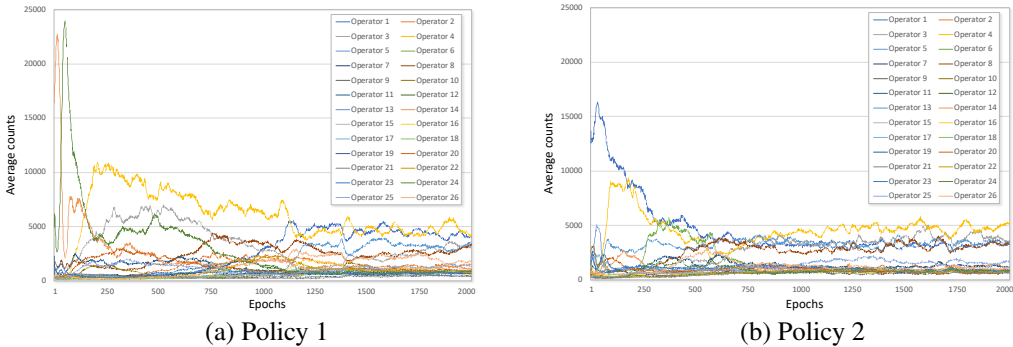 25000
20000
15000
10000
5000
0
Average counts
1 250 500 750 1000 1250 1500 1750 2000
Epochs
Operator 1 Operator 2
Operator 3 Operator 4
Operator 5 Operator 6
Operator 7 Operator 8
Operator 9 Operator 10
Operator 11 Operator 12
Operator 13 Operator 14
Operator 15 Operator 16
Operator 17 Operator 18
Operator 19 Operator 20
Operator 21 Operator 22
Operator 23 Operator 24
Operator 25 Operator 26
(a) Policy 1
25000
20000
15000
10000
5000
0
Average counts
1 250 500 750 1000 1250 1500 1750 2000
Epochs
Operator 1 Operator 2
Operator 3 Operator 4
Operator 5 Operator 6
Operator 7 Operator 8
Operator 9 Operator 10
Operator 11 Operator 12
Operator 13 Operator 14
Operator 15 Operator 16
Operator 17 Operator 18
Operator 19 Operator 20
Operator 21 Operator 22
Operator 23 Operator 24
Operator 25 Operator 26
(b) Policy 2